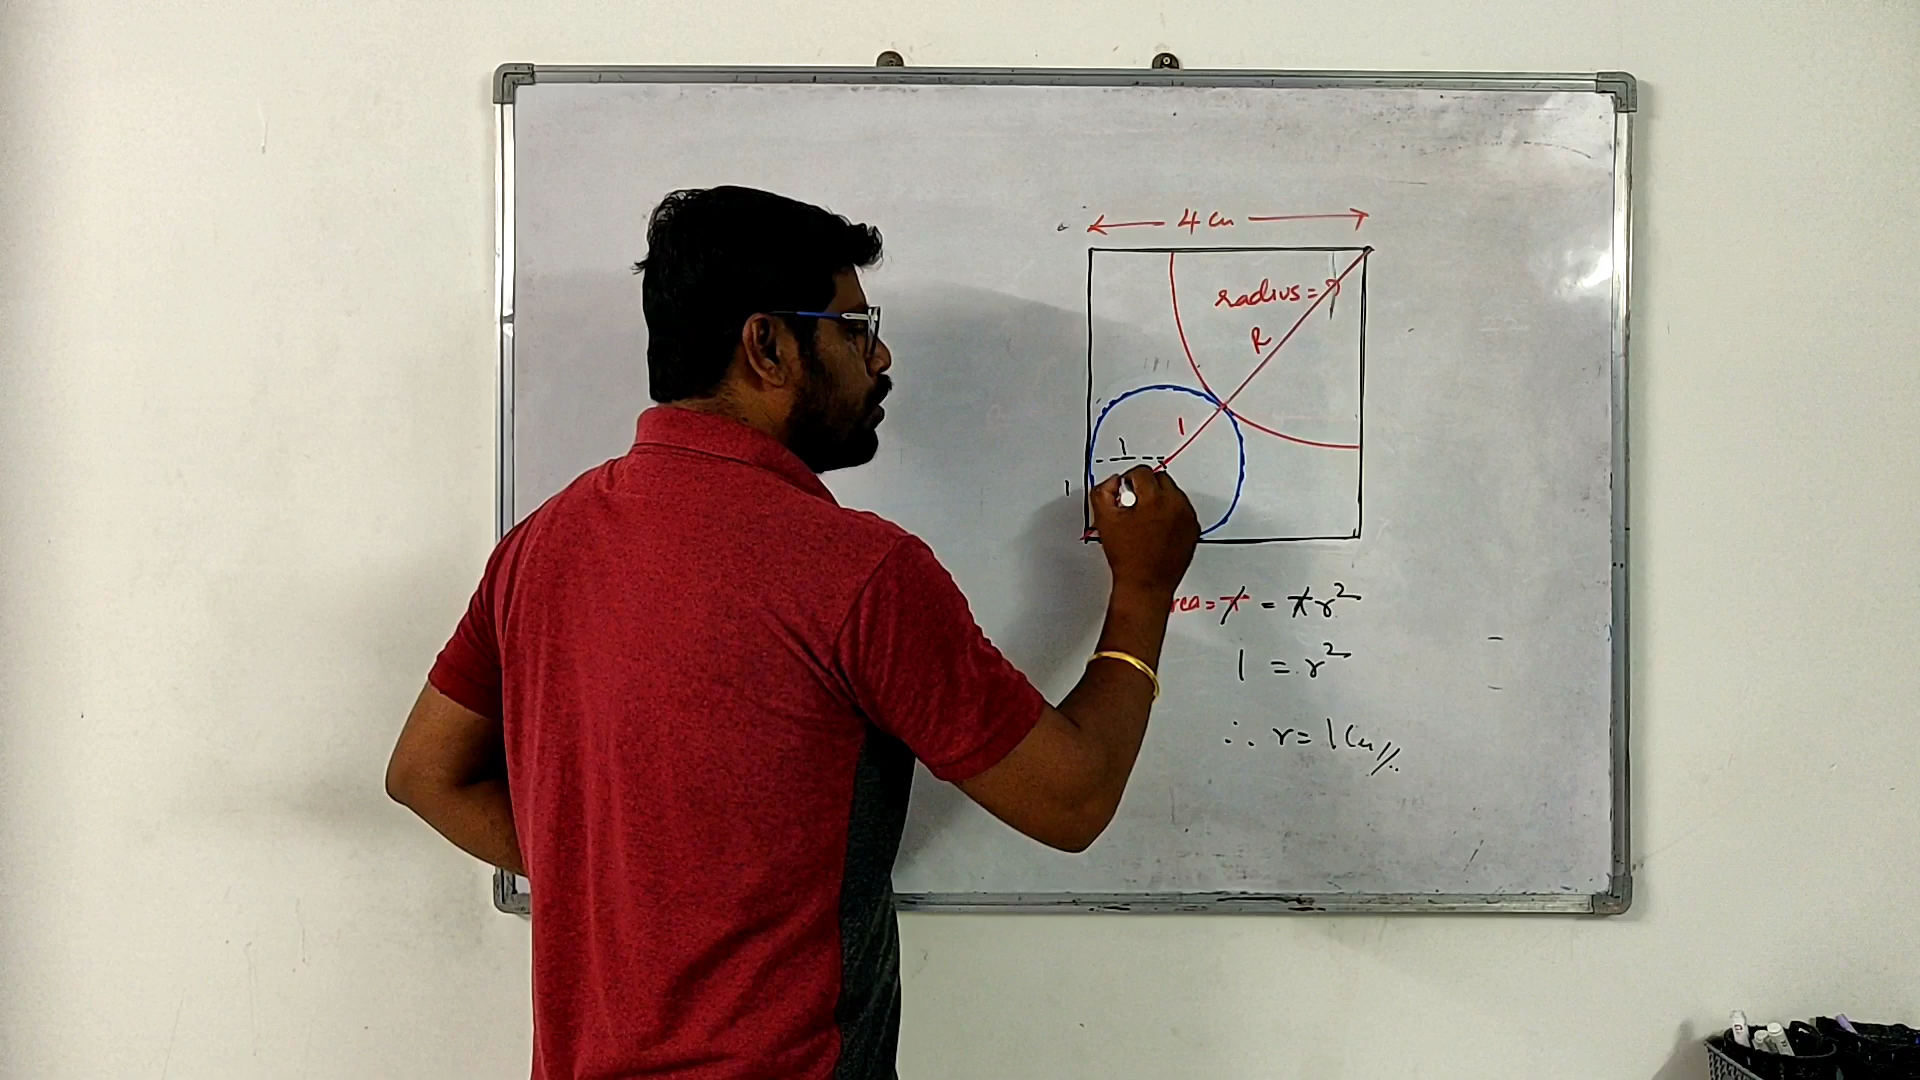 4 cm
radius = ?
R
1
1
1
rea = π = πr²
1 = r²
∴ r = 1 cm //.